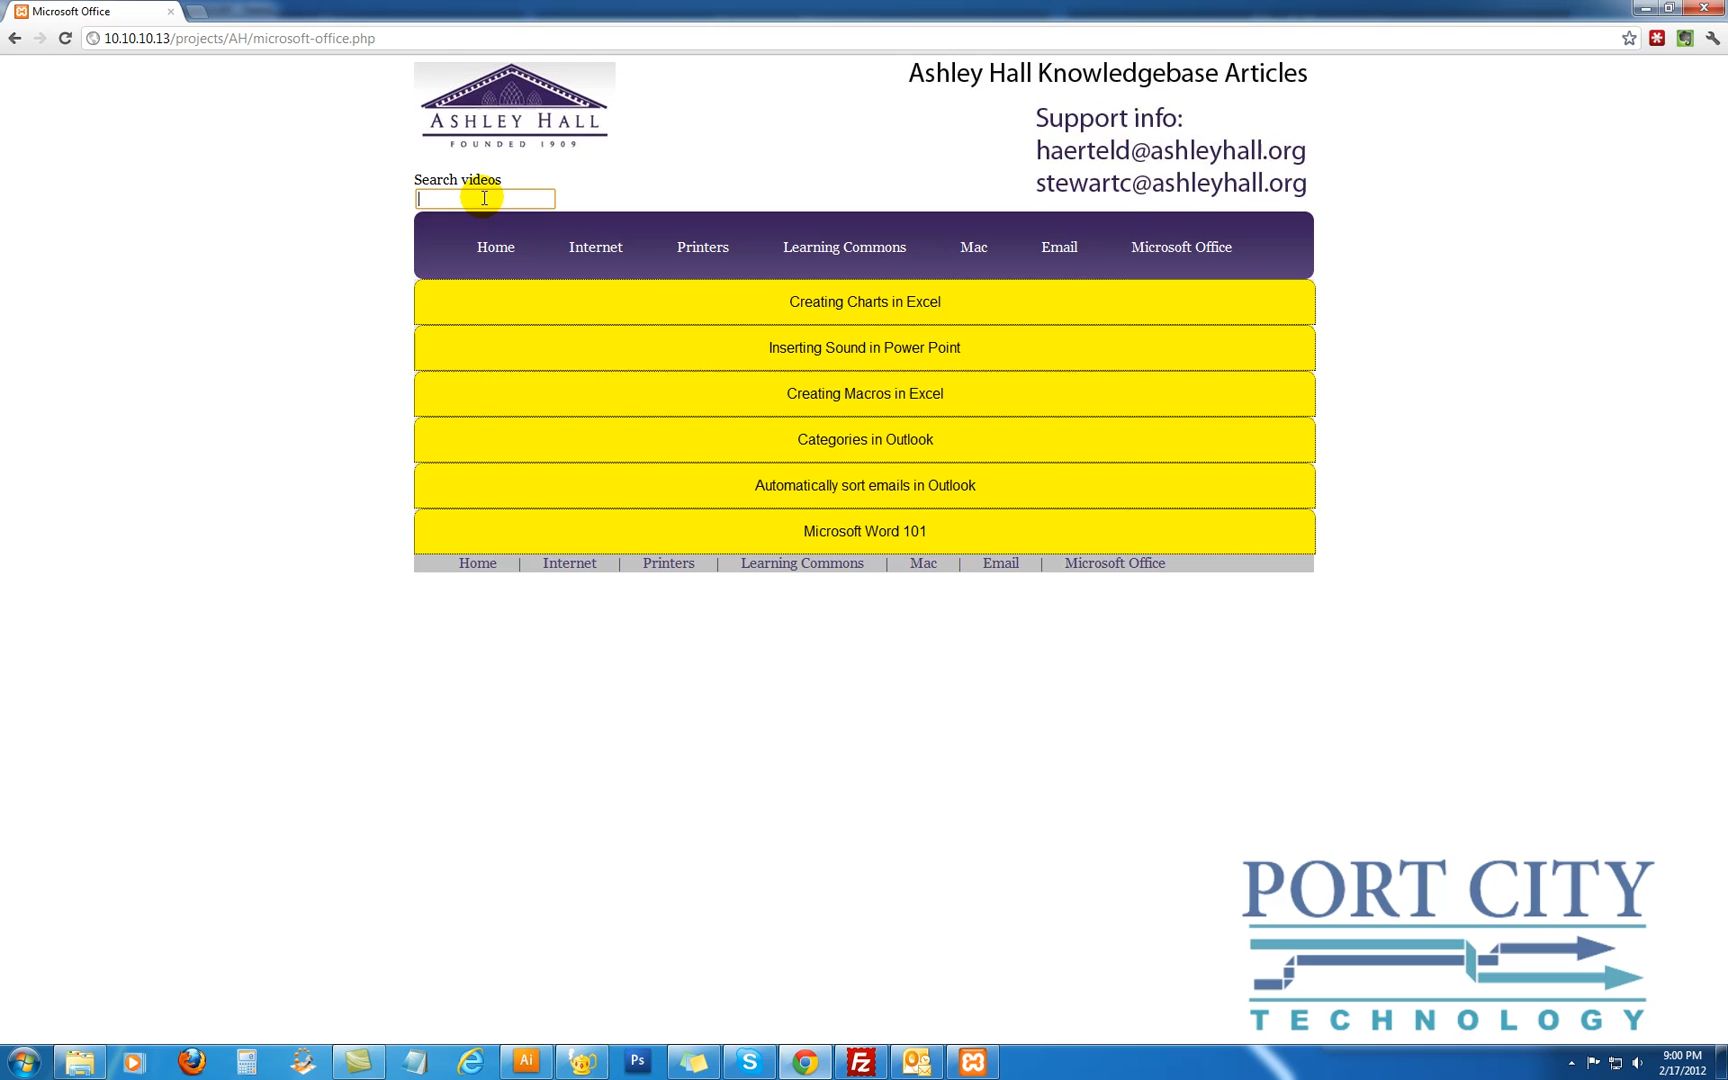 Microsoft Office
10.10.10.13/projects/AH/microsoft-office.php
ASHLEY HALL
FOUNDED 1909
Ashley Hall Knowledgebase Articles
Support info:
haerteld@ashleyhall.org
stewartc@ashleyhall.org
Search videos
Home Internet Printers Learning Commons Mac Email Microsoft Office
Creating Charts in Excel
Inserting Sound in Power Point
Creating Macros in Excel
Categories in Outlook
Automatically sort emails in Outlook
Microsoft Word 101
Home | Internet | Printers | Learning Commons | Mac | Email | Microsoft Office
PORT CITY
TECHNOLOGY
Ai
Ps
S
Fz
9:00 PM
2/17/2012